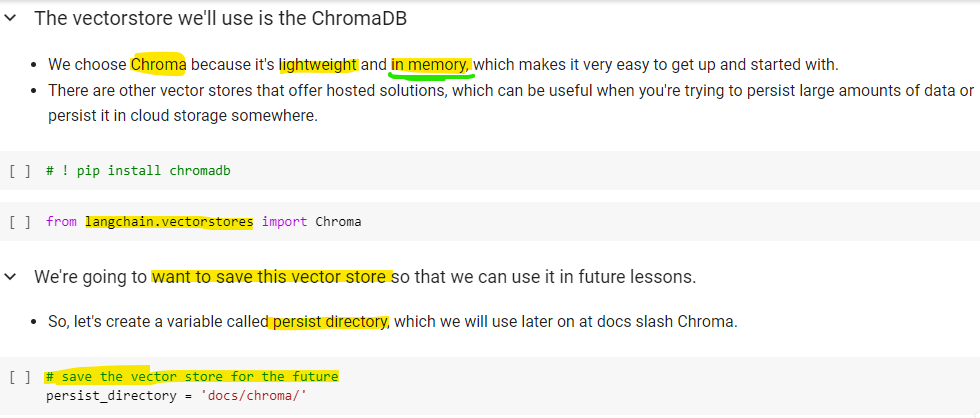 The vectorstore we'll use is the ChromaDB
• We choose Chroma because it's lightweight and in memory, which makes it very easy to get up and started with.
• There are other vector stores that offer hosted solutions, which can be useful when you're trying to persist large amounts of data or
persist it in cloud storage somewhere.
[ ] # ! pip install chromadb
[ ] from langchain.vectorstores import Chroma
We're going to want to save this vector store so that we can use it in future lessons.
• So, let's create a variable called persist directory, which we will use later on at docs slash Chroma.
[ ] # save the vector store for the future
persist_directory = 'docs/chroma/'